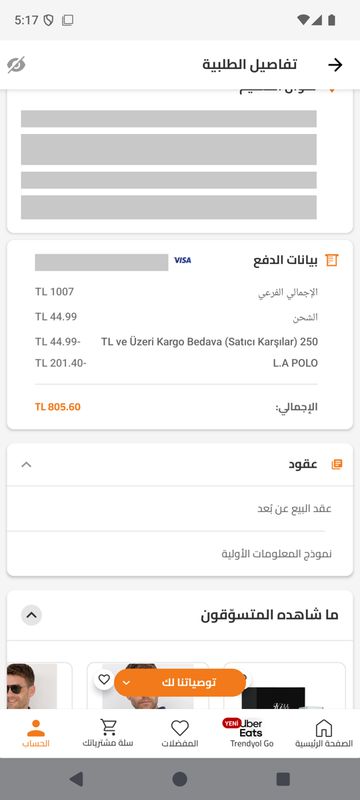 5:17
تفاصيل الطلبية
بيانات الدفع
VISA
الإجمالي الفرعي
TL 1007
الشحن
TL 44.99
250 TL ve Üzeri Kargo Bedava (Satıcı Karşılar)
TL 44.99-
L.A POLO
TL 201.40-
الإجمالي:
TL 805.60
عقود
عقد البيع عن بُعد
نموذج المعلومات الأولية
ما شاهده المتسوّقون
توصياتنا لك
الصفحة الرئيسية
YENİ Uber Eats
Trendyol Go
المفضلات
سلة مشترياتك
الحساب